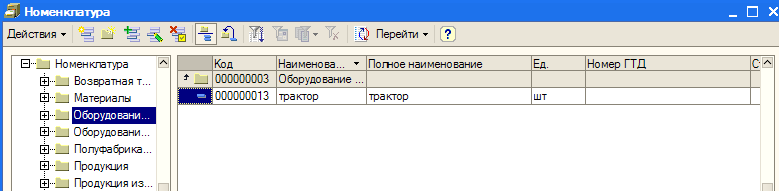 Номенклатура
Действия Перейти ?
Номенклатура
Возвратная т...
Материалы
Оборудовани...
Оборудовани...
Полуфабрика...
Продукция
Продукция из...
Код Наименова... Полное наименование Ед. Номер ГТД С
000000003 Оборудование ...
000000013 трактор трактор шт